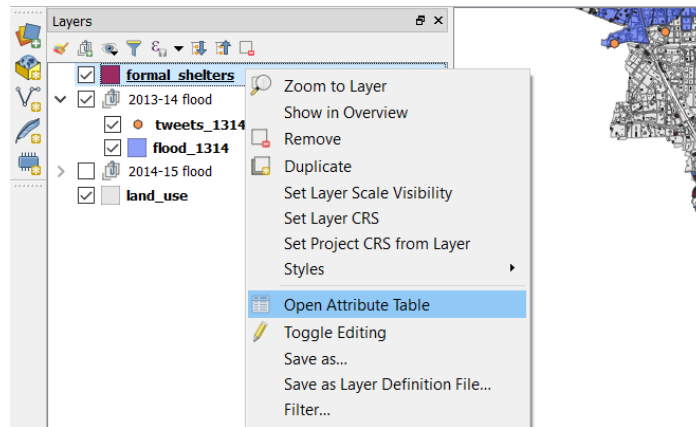 Layers
formal_shelters
2013-14 flood
tweets_1314
flood_1314
2014-15 flood
land_use
Zoom to Layer
Show in Overview
Remove
Duplicate
Set Layer Scale Visibility
Set Layer CRS
Set Project CRS from Layer
Styles
Open Attribute Table
Toggle Editing
Save as...
Save as Layer Definition File...
Filter...